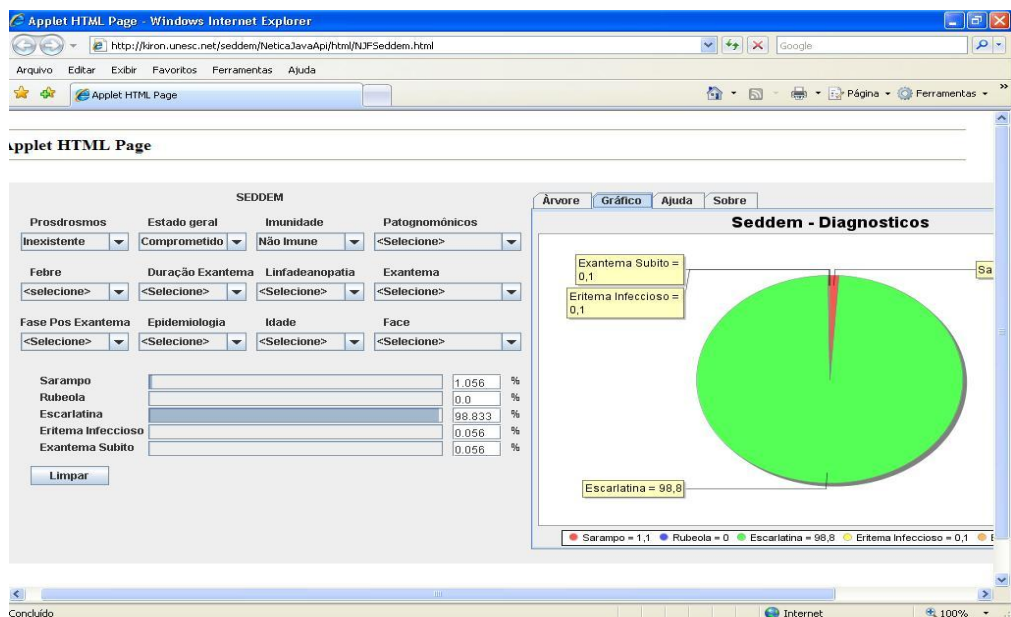 Applet HTML Page - Windows Internet Explorer
http://kiron.unesc.net/seddem/NeticaJavaApi/html/NJFSeddem.html
Google
Arquivo Editar Exibir Favoritos Ferramentas Ajuda
Applet HTML Page
Página Ferramentas
Applet HTML Page
SEDDEM
Prosdrosmos Estado geral Imunidade Patognomônicos
Inexistente Comprometido Não Imune <Selecione>
Febre Duração Exantema Linfadeanopatia Exantema
<selecione> <Selecione> <Selecione> <Selecione>
Fase Pos Exantema Epidemiologia Idade Face
<Selecione> <Selecione> <Selecione> <Selecione>
Sarampo 1.056 %
Rubeola 0.0 %
Escarlatina 98.833 %
Eritema Infeccioso 0.056 %
Exantema Subito 0.056 %
Limpar
Àrvore Gráfico Ajuda Sobre
Seddem - Diagnosticos
Exantema Subito =
0,1
Eritema Infeccioso =
0,1
Sa
Escarlatina = 98,8
Sarampo = 1,1 Rubeola = 0 Escarlatina = 98,8 Eritema Infeccioso = 0,1 E
Concluído Internet 100%